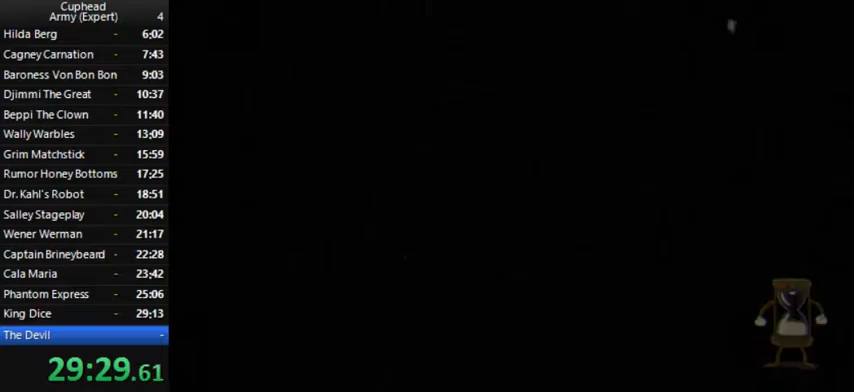 Cuphead
Army (Expert) 4
Hilda Berg - 6;02
Cagney Carnation - 7:43
Baroness Von Bon Bon 9:03
Djimmi The Great - 10:37
Beppi The Clown - 11:40
Wally Warbles - 13;09
Grim Matchstick - 15:59
Rumor Honey Bottoms - 17;25
Dr. Kahl's Robot - 18:51
Salley Stageplay - 20:04
Wener Werman - 21:17
Captain Brineybeard - 22:28
Cala Maria - 23;42
Phantom Express - 25:06
King Dice - 29;13
The Devil -
29:29.61